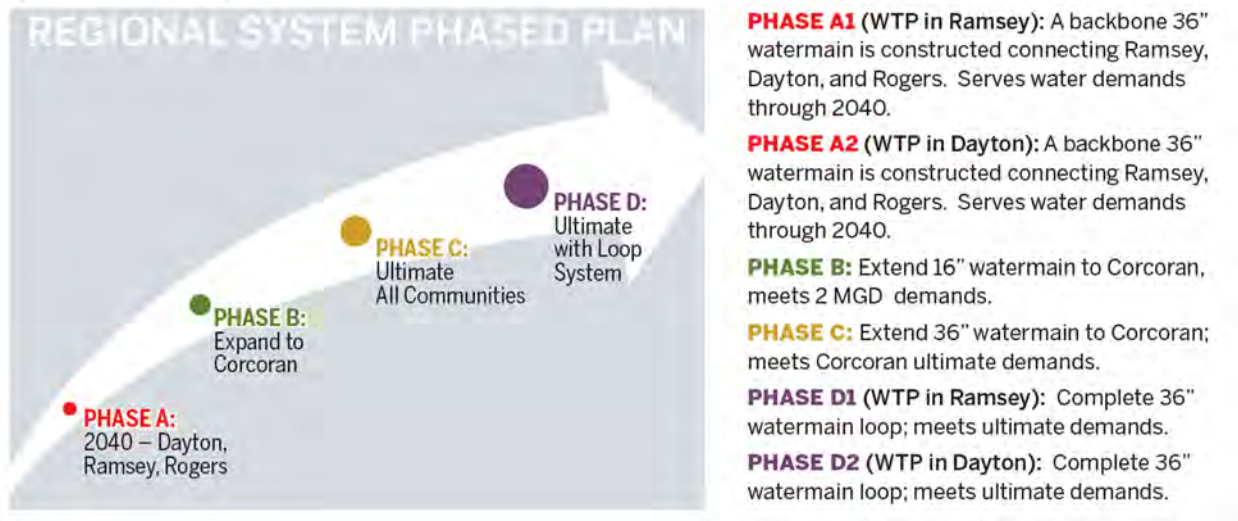 REGIONAL SYSTEM PHASED PLAN
PHASE A:
2040 – Dayton,
Ramsey, Rogers
PHASE B:
Expand to
Corcoran
PHASE C:
Ultimate
All Communities
PHASE D:
Ultimate
with Loop
System
PHASE A1 (WTP in Ramsey): A backbone 36”
watermain is constructed connecting Ramsey,
Dayton, and Rogers. Serves water demands
through 2040.
PHASE A2 (WTP in Dayton): A backbone 36”
watermain is constructed connecting Ramsey,
Dayton, and Rogers. Serves water demands
through 2040.
PHASE B: Extend 16” watermain to Corcoran,
meets 2 MGD demands.
PHASE C: Extend 36” watermain to Corcoran;
meets Corcoran ultimate demands.
PHASE D1 (WTP in Ramsey): Complete 36”
watermain loop; meets ultimate demands.
PHASE D2 (WTP in Dayton): Complete 36”
watermain loop; meets ultimate demands.